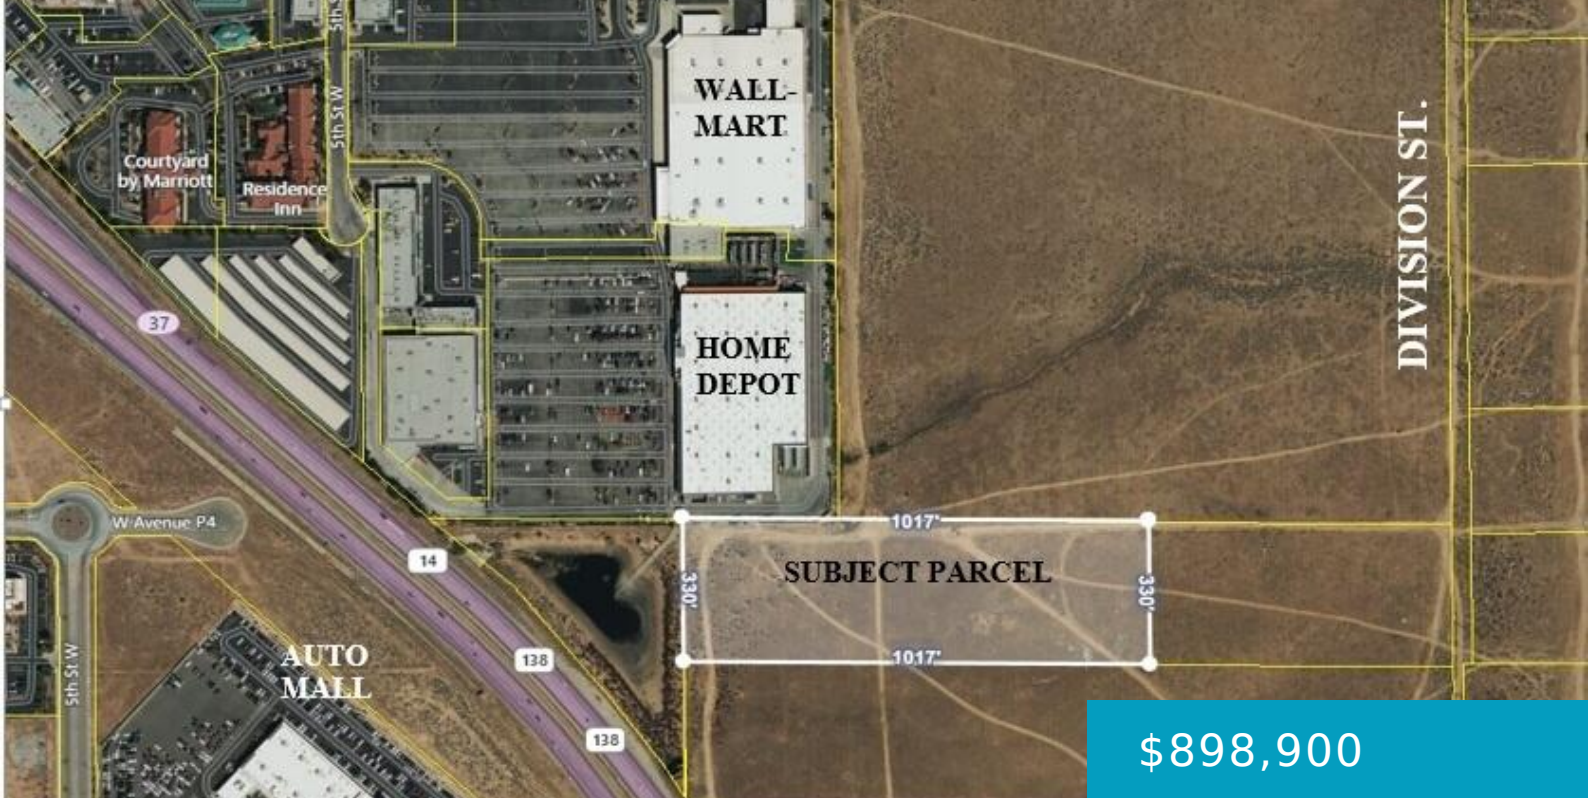 5th S
WALL-
MART
5th St W
Courtyard
by Marriott
Residence
Inn
DIVISION ST.
37
HOME
DEPOT
W Avenue P4
1017'
14
SUBJECT PARCEL
330'
330'
1017'
138
AUTO
MALL
5th St W
138
$898,900